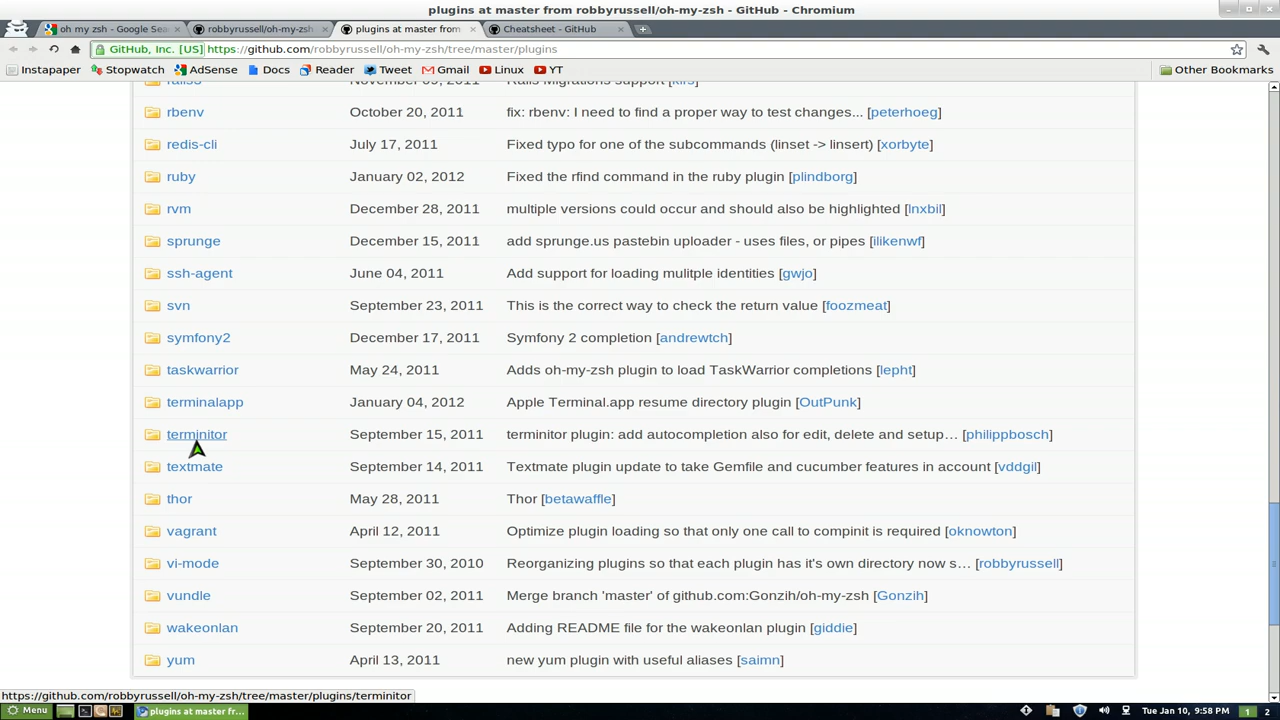 plugins at master from robbyrussell/oh-my-zsh - GitHub - Chromium
oh my zsh - Google Sea
robbyrussell/oh-my-zsh
plugins at master from
Cheatsheet - GitHub
GitHub, Inc. [US] https://github.com/robbyrussell/oh-my-zsh/tree/master/plugins
Instapaper Stopwatch AdSense Docs Reader Tweet Gmail Linux YT Other Bookmarks
rails3 November 09, 2011 Rails Migrations support
rbenv October 20, 2011 fix: rbenv: I need to find a proper way to test changes... [peterhoeg]
redis-cli July 17, 2011 Fixed typo for one of the subcommands (linset -> linsert) [xorbyte]
ruby January 02, 2012 Fixed the rfind command in the ruby plugin [plindborg]
rvm December 28, 2011 multiple versions could occur and should also be highlighted [lnxbil]
sprunge December 15, 2011 add sprunge.us pastebin uploader - uses files, or pipes [ilikenwf]
ssh-agent June 04, 2011 Add support for loading mulitple identities [gwjo]
svn September 23, 2011 This is the correct way to check the return value [foozmeat]
symfony2 December 17, 2011 Symfony 2 completion [andrewtch]
taskwarrior May 24, 2011 Adds oh-my-zsh plugin to load TaskWarrior completions [lepht]
terminalapp January 04, 2012 Apple Terminal.app resume directory plugin [OutPunk]
terminitor September 15, 2011 terminitor plugin: add autocompletion also for edit, delete and setup… [philippbosch]
textmate September 14, 2011 Textmate plugin update to take Gemfile and cucumber features in account [vddgil]
thor May 28, 2011 Thor [betawaffle]
vagrant April 12, 2011 Optimize plugin loading so that only one call to compinit is required [oknowton]
vi-mode September 30, 2010 Reorganizing plugins so that each plugin has it's own directory now s… [robbyrussell]
vundle September 02, 2011 Merge branch 'master' of github.com:Gonzih/oh-my-zsh [Gonzih]
wakeonlan September 20, 2011 Adding README file for the wakeonlan plugin [giddie]
yum April 13, 2011 new yum plugin with useful aliases [saimn]
https://github.com/robbyrussell/oh-my-zsh/tree/master/plugins/terminitor
Menu plugins at master fr... Tue Jan 10, 9:58 PM 1 2